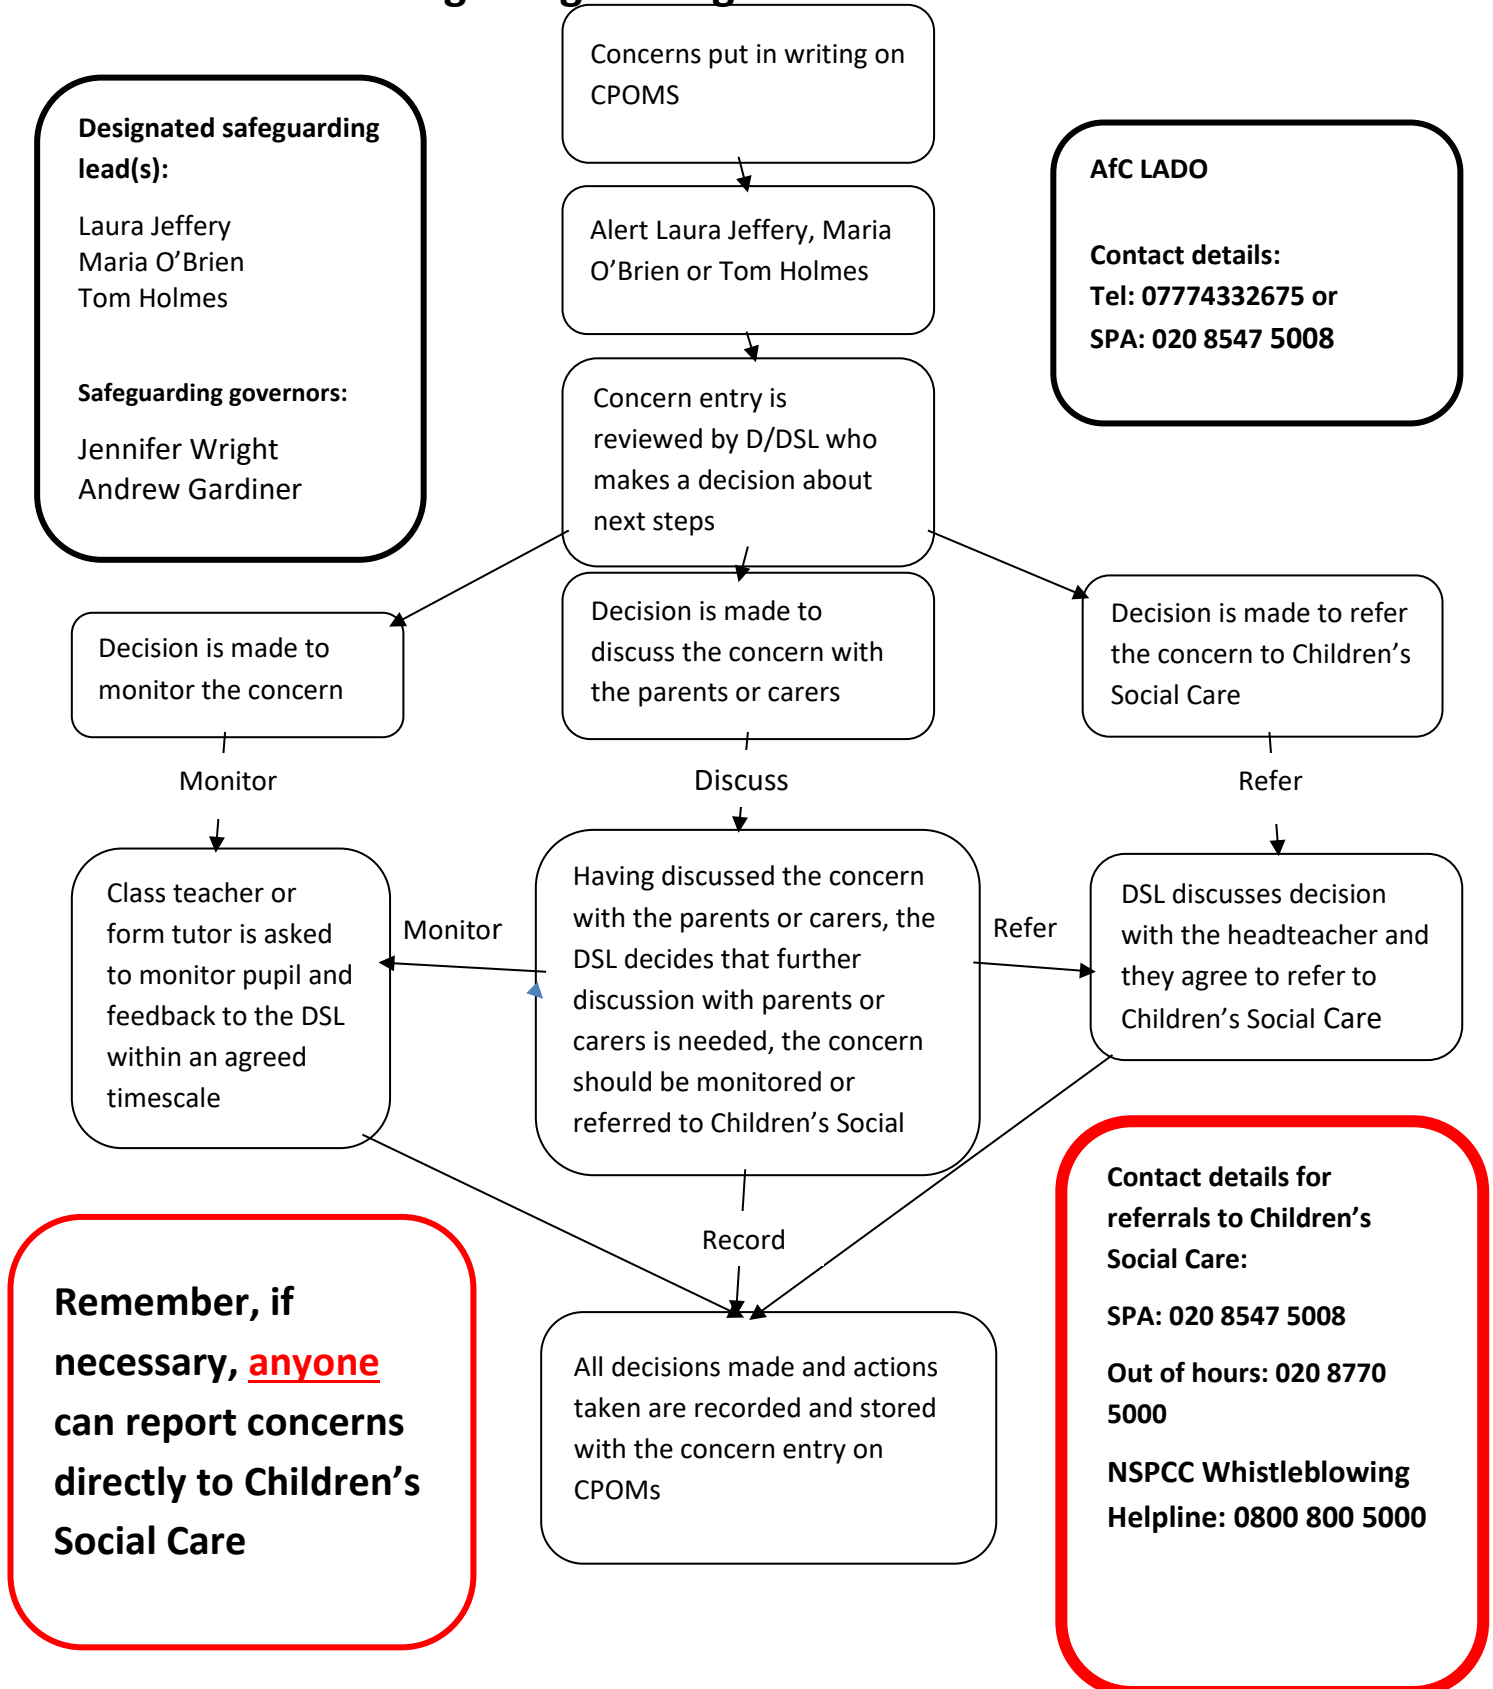 Concerns put in writing on
CPOMS
Designated safeguarding
lead(s):
Laura Jeffery
Maria O’Brien
Tom Holmes
Safeguarding governors:
Jennifer Wright
Andrew Gardiner
Alert Laura Jeffery, Maria
O’Brien or Tom Holmes
AfC LADO
Contact details:
Tel: 07774332675 or
SPA: 020 8547 5008
Concern entry is
reviewed by D/DSL who
makes a decision about
next steps
Decision is made to
monitor the concern
Decision is made to
discuss the concern with
the parents or carers
Decision is made to refer
the concern to Children’s
Social Care
Monitor
Discuss
Refer
Class teacher or
form tutor is asked
to monitor pupil and
feedback to the DSL
within an agreed
timescale
Monitor
Having discussed the concern
with the parents or carers, the
DSL decides that further
discussion with parents or
carers is needed, the concern
should be monitored or
referred to Children’s Social
Refer
DSL discusses decision
with the headteacher and
they agree to refer to
Children’s Social Care
Record
Remember, if
necessary, anyone
can report concerns
directly to Children’s
Social Care
All decisions made and actions
taken are recorded and stored
with the concern entry on
CPOMs
Contact details for
referrals to Children’s
Social Care:
SPA: 020 8547 5008
Out of hours: 020 8770
5000
NSPCC Whistleblowing
Helpline: 0800 800 5000